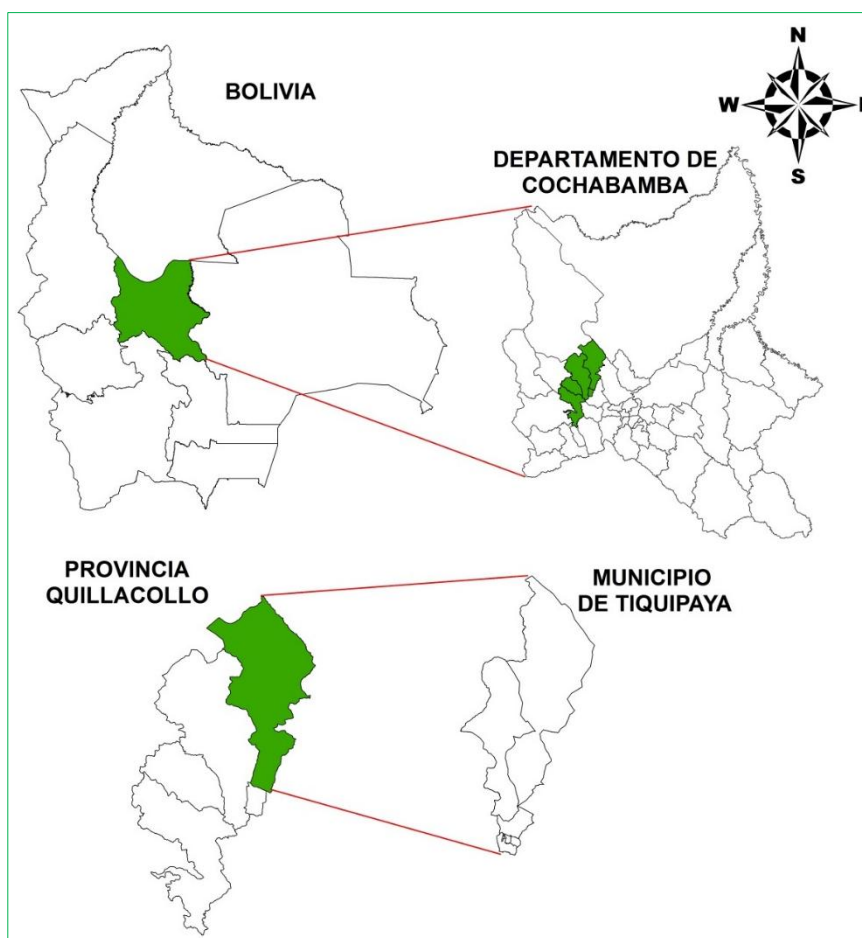 BOLIVIA
N
W
S
DEPARTAMENTO DE
COCHABAMBA
PROVINCIA
QUILLACOLLO
MUNICIPIO
DE TIQUIPAYA